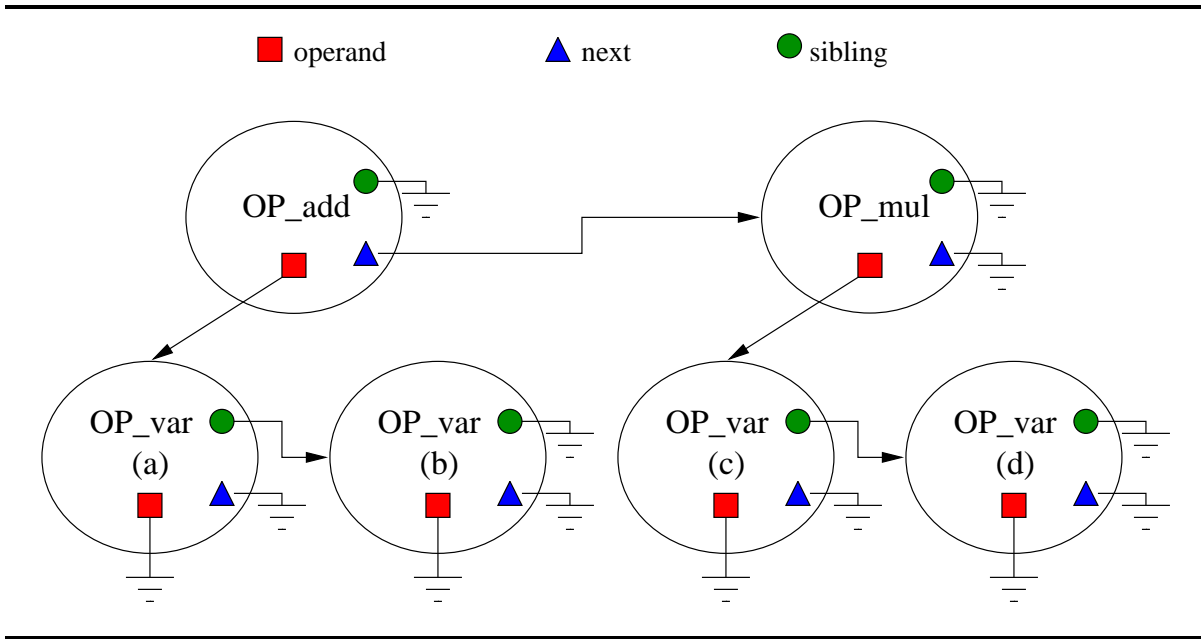 operand next sibling
OP_add OP_mul
OP_var OP_var OP_var OP_var
(a) (b) (c) (d)